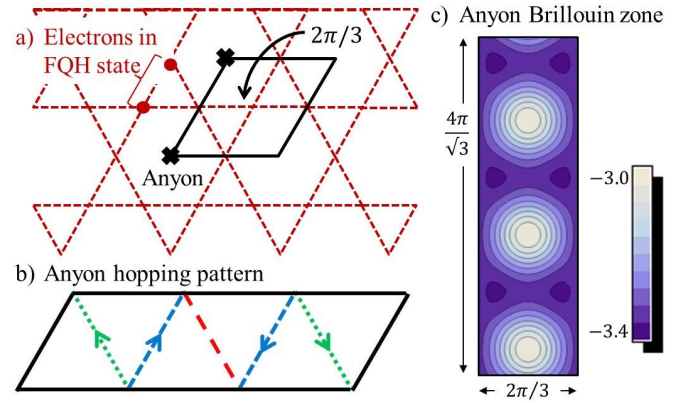 a) Electrons in
FQH state
2π/3
Anyon
b) Anyon hopping pattern
c) Anyon Brillouin zone
4π
√3
2π/3
−3.0
−3.4